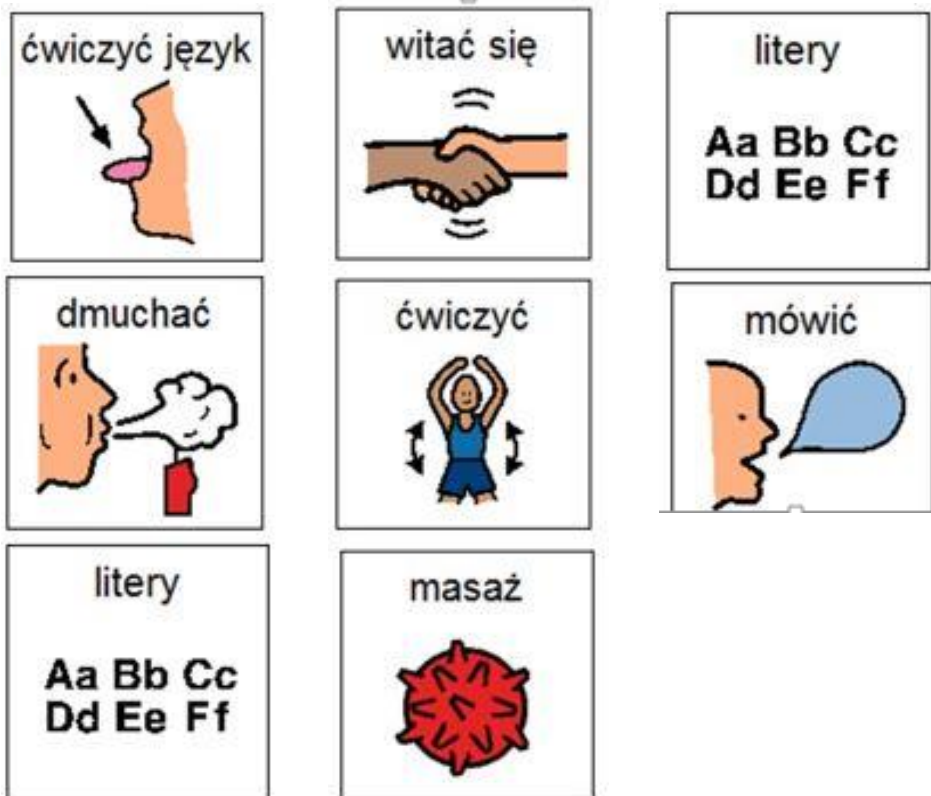 ćwiczyć język
witać się
litery
Aa Bb Cc
Dd Ee Ff
dmuchać
ćwiczyć
mówić
litery
Aa Bb Cc
Dd Ee Ff
masaż